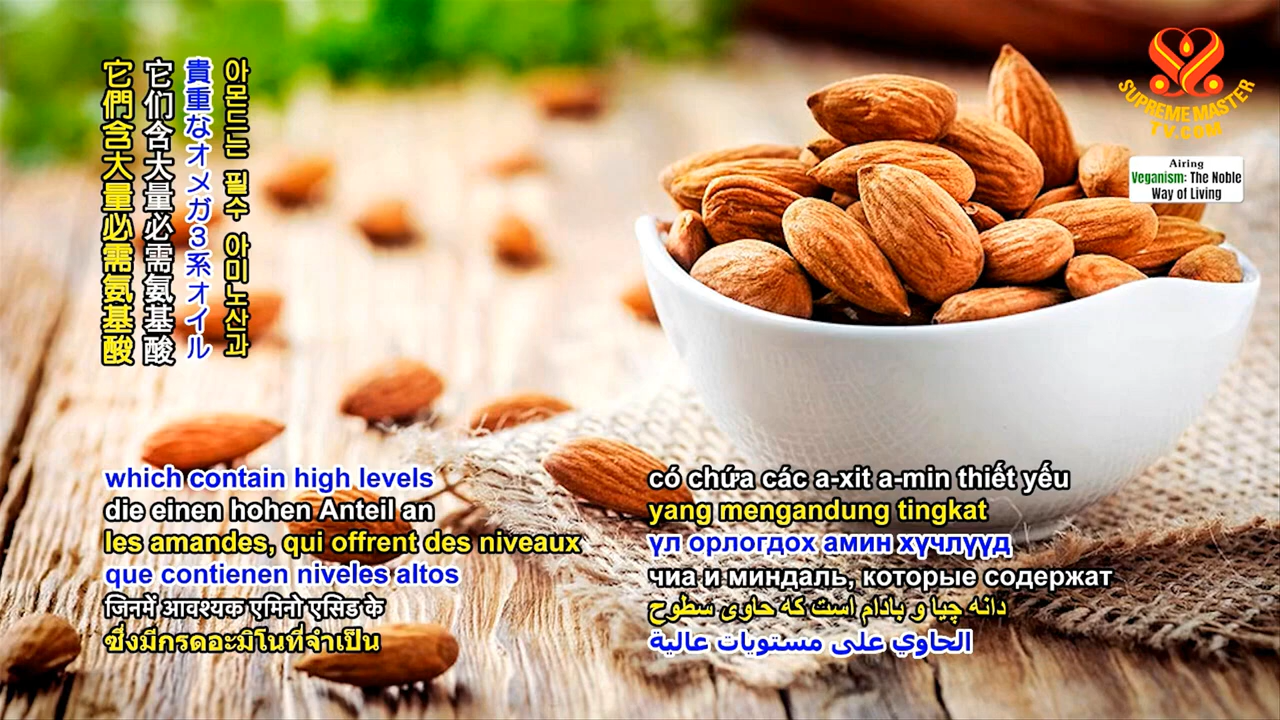 아몬드는 필수 아미노산과
貴重なオメガ3系オイル
它们含大量必需氨基酸
它們含大量必需氨基酸
SUPREME MASTER
TV.COM
Airing
Veganism: The Noble
Way of Living
which contain high levels
die einen hohen Anteil an
les amandes, qui offrent des niveaux
que contienen niveles altos
जिनमें आवश्यक एमिनो एसिड के
ซึ่งมีกรดอะมิโนที่จำเป็น
có chứa các a-xit a-min thiết yếu
yang mengandung tingkat
үл орлогдох амин хүчлүүд
чиа и миндаль, которые содержат
دانه چیا و بادام است که حاوی سطوح
الحاوي على مستويات عالية